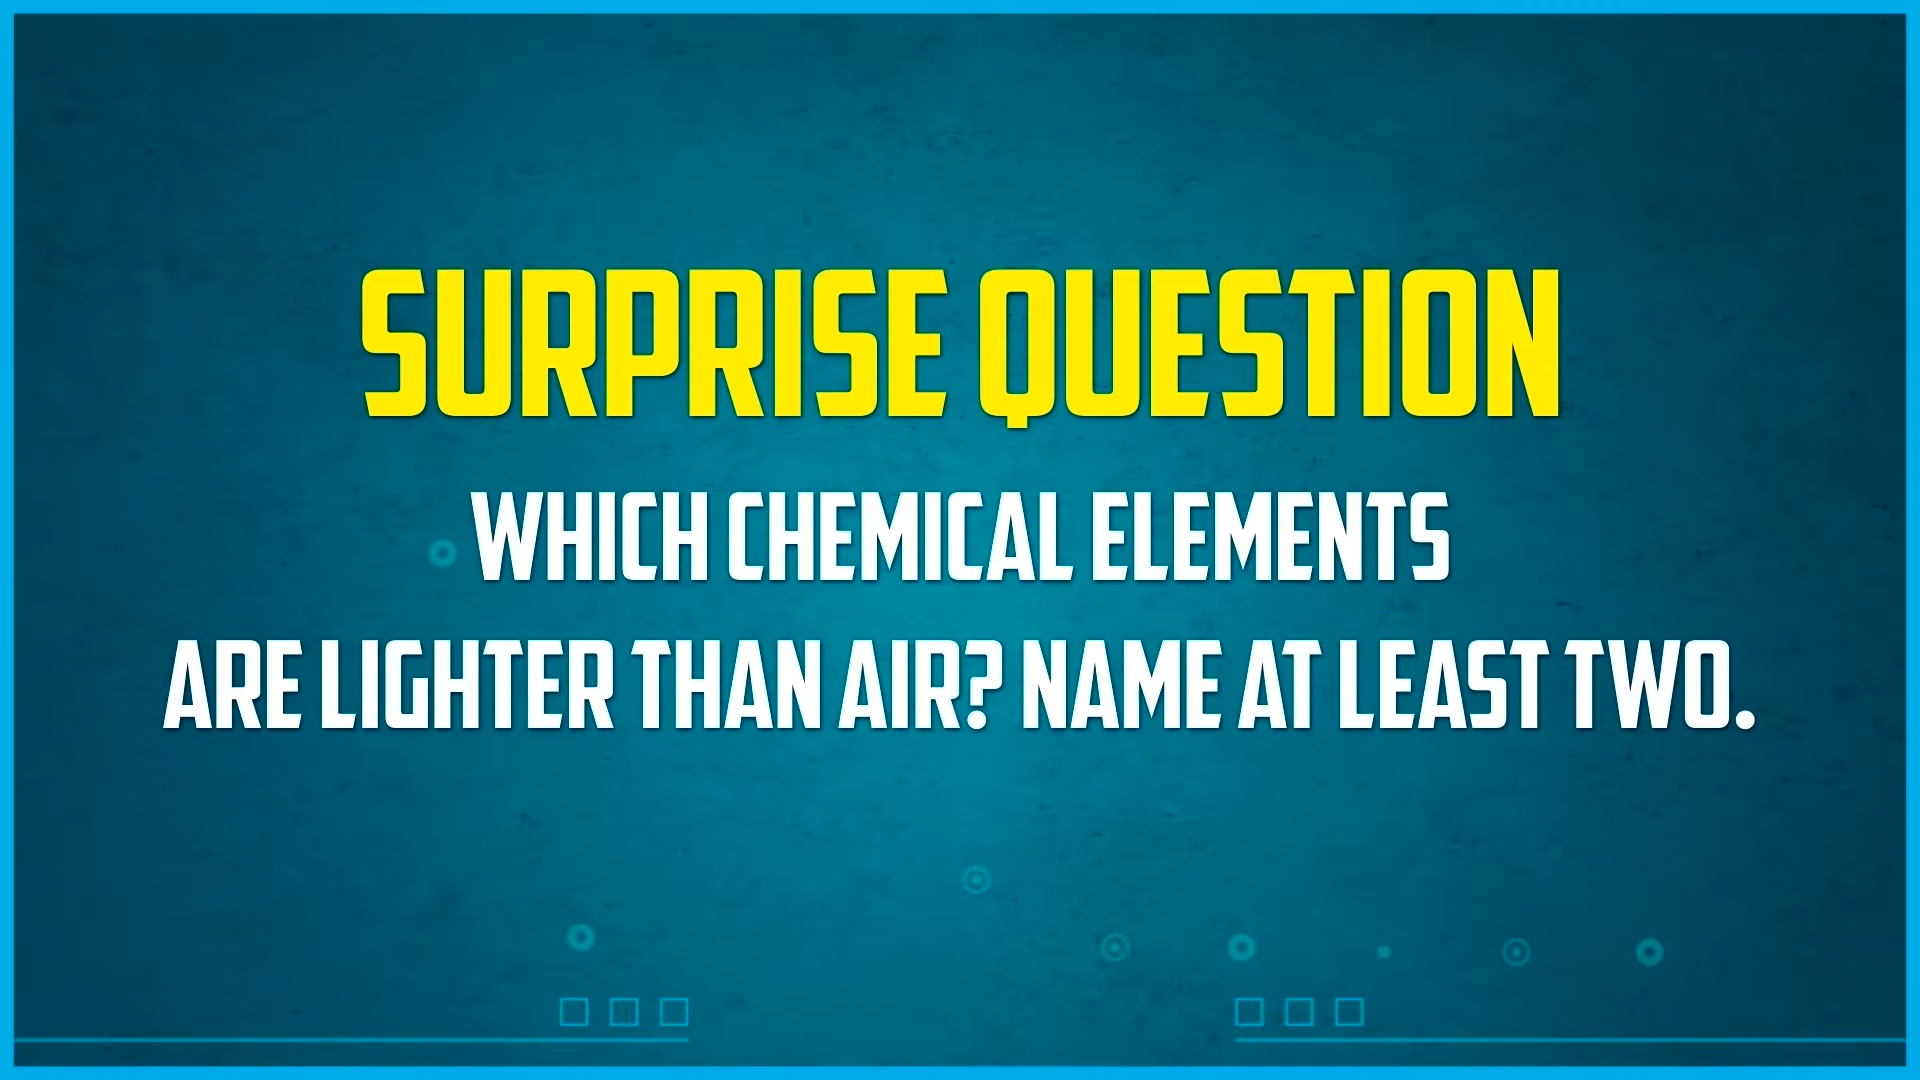 SURPRISE QUESTION
WHICH CHEMICAL ELEMENTS
ARE LIGHTER THAN AIR? NAME AT LEAST TWO.